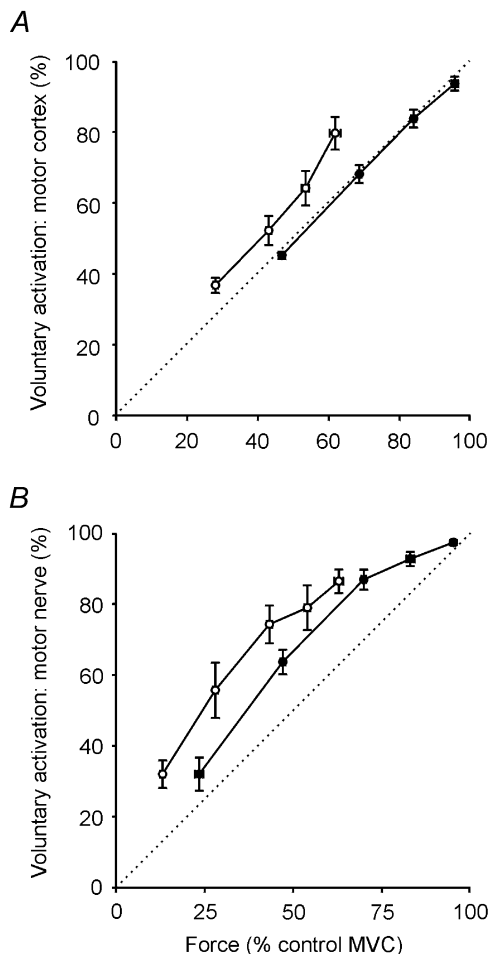 A
Voluntary activation: motor cortex (%)
100
80
60
40
20
0
0 20 40 60 80 100
B
Voluntary activation: motor nerve (%)
100
80
60
40
20
0
0 25 50 75 100
Force (% control MVC)